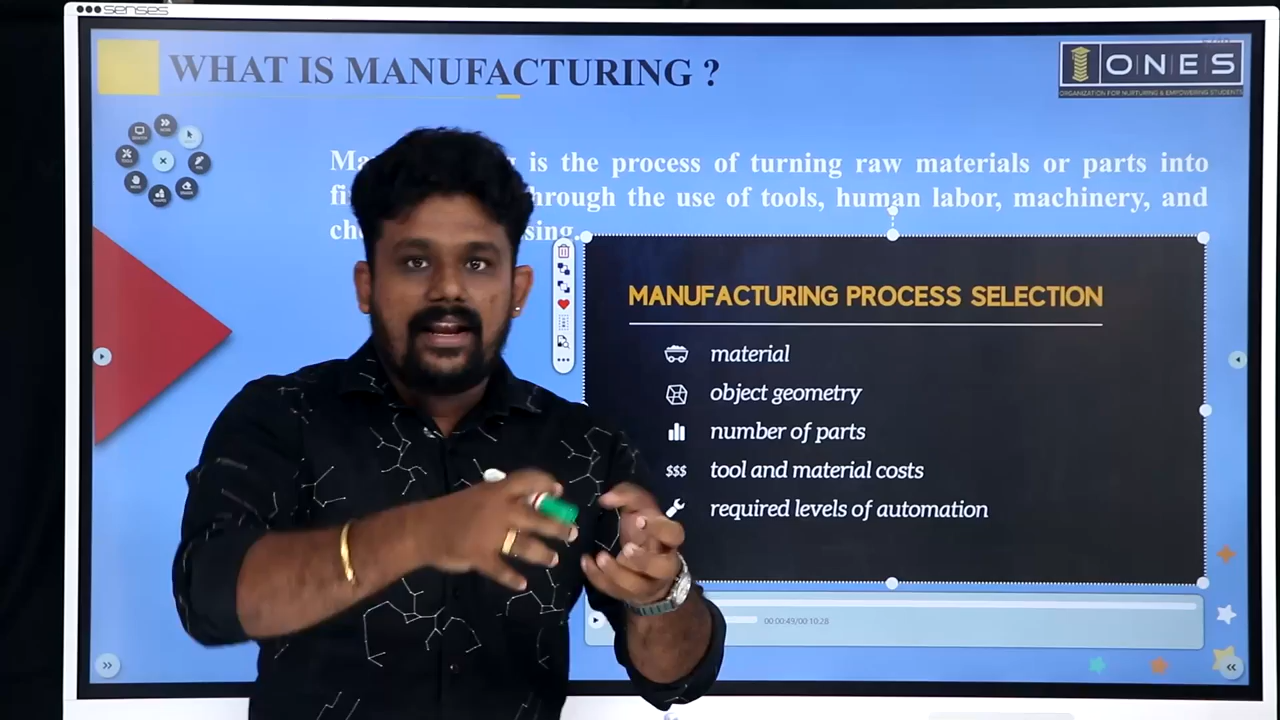 senses
WHAT IS MANUFACTURING ?
ONES
ORGANIZATION FOR NURTURING & EMPOWERING STUDENTS
is the process of turning raw materials or parts into
through the use of tools, human labor, machinery, and
MANUFACTURING PROCESS SELECTION
material
object geometry
number of parts
$$$ tool and material costs
required levels of automation
00:00:49/00:10:28